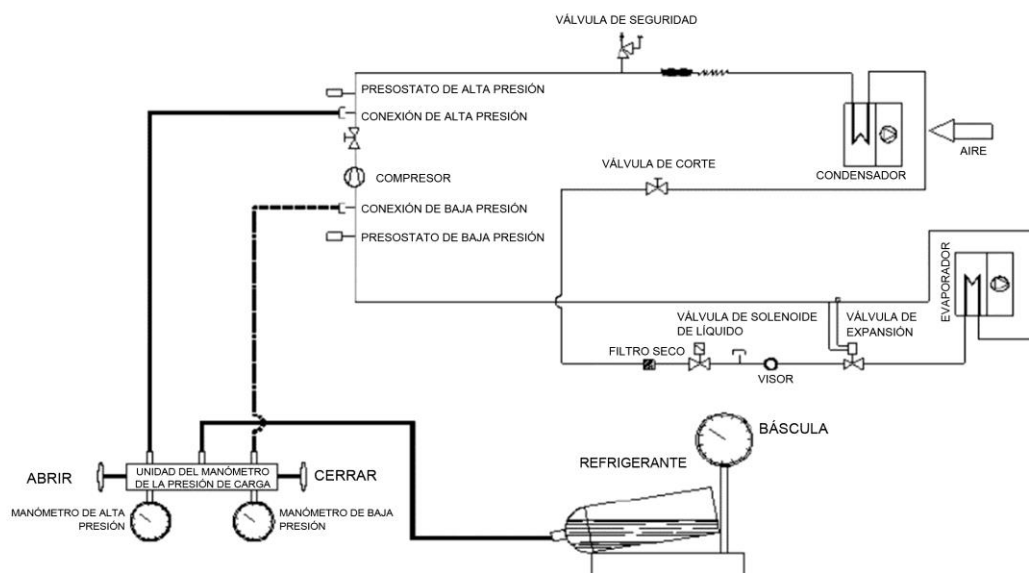 VÁLVULA DE SEGURIDAD
PRESOSTATO DE ALTA PRESIÓN
CONEXIÓN DE ALTA PRESIÓN
AIRE
VÁLVULA DE CORTE
CONDENSADOR
COMPRESOR
CONEXIÓN DE BAJA PRESIÓN
PRESOSTATO DE BAJA PRESIÓN
EVAPORADOR
VÁLVULA DE SOLENOIDE
DE LÍQUIDO
VÁLVULA DE
EXPANSIÓN
FILTRO SECO
VISOR
BÁSCULA
REFRIGERANTE
ABRIR
UNIDAD DEL MANÓMETRO
DE LA PRESIÓN DE CARGA
CERRAR
MANÓMETRO DE ALTA
PRESIÓN
MANÓMETRO DE BAJA
PRESIÓN